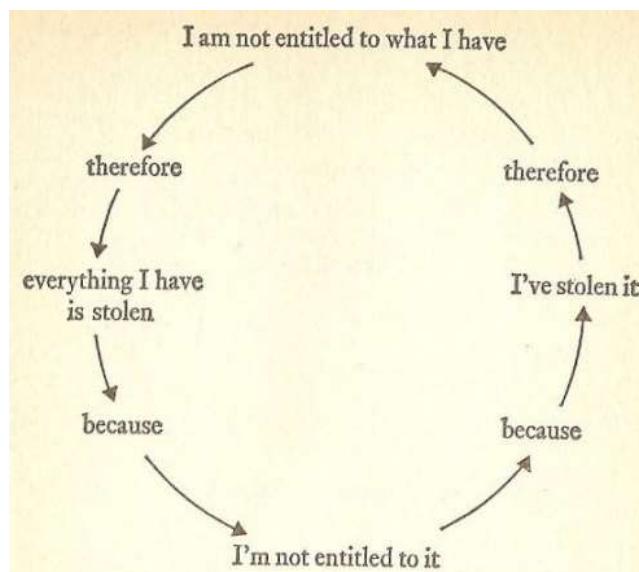 I am not entitled to what I have
therefore
everything I have
is stolen
because
I'm not entitled to it
because
I've stolen it
therefore